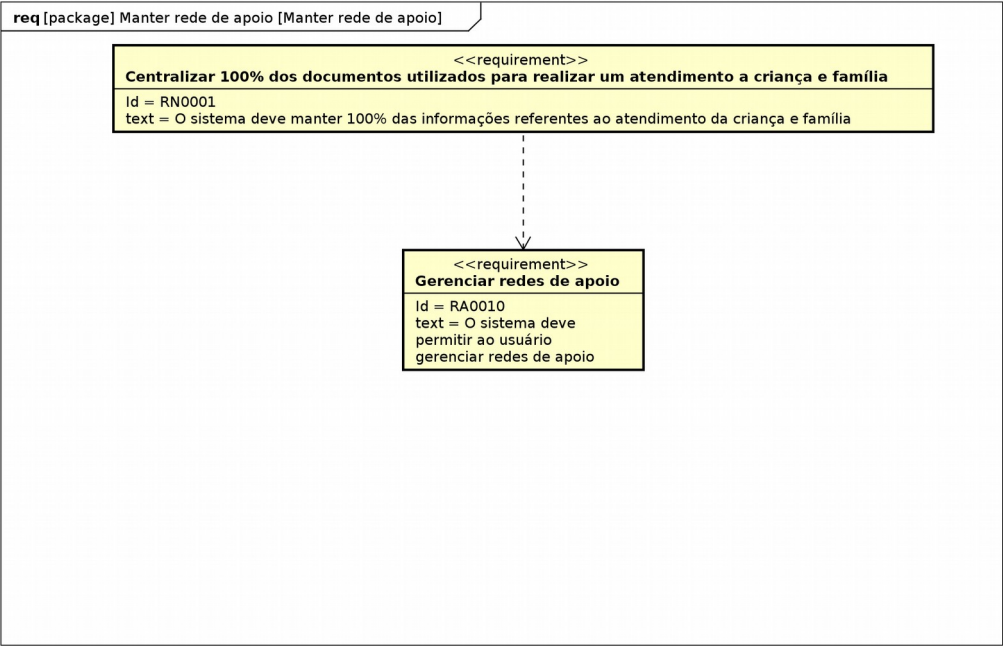 req [package] Manter rede de apoio [Manter rede de apoio]
<<requirement>>
Centralizar 100% dos documentos utilizados para realizar um atendimento a criança e família
Id = RN0001
text = O sistema deve manter 100% das informações referentes ao atendimento da criança e família
<<requirement>>
Gerenciar redes de apoio
Id = RA0010
text = O sistema deve
permitir ao usuário
gerenciar redes de apoio